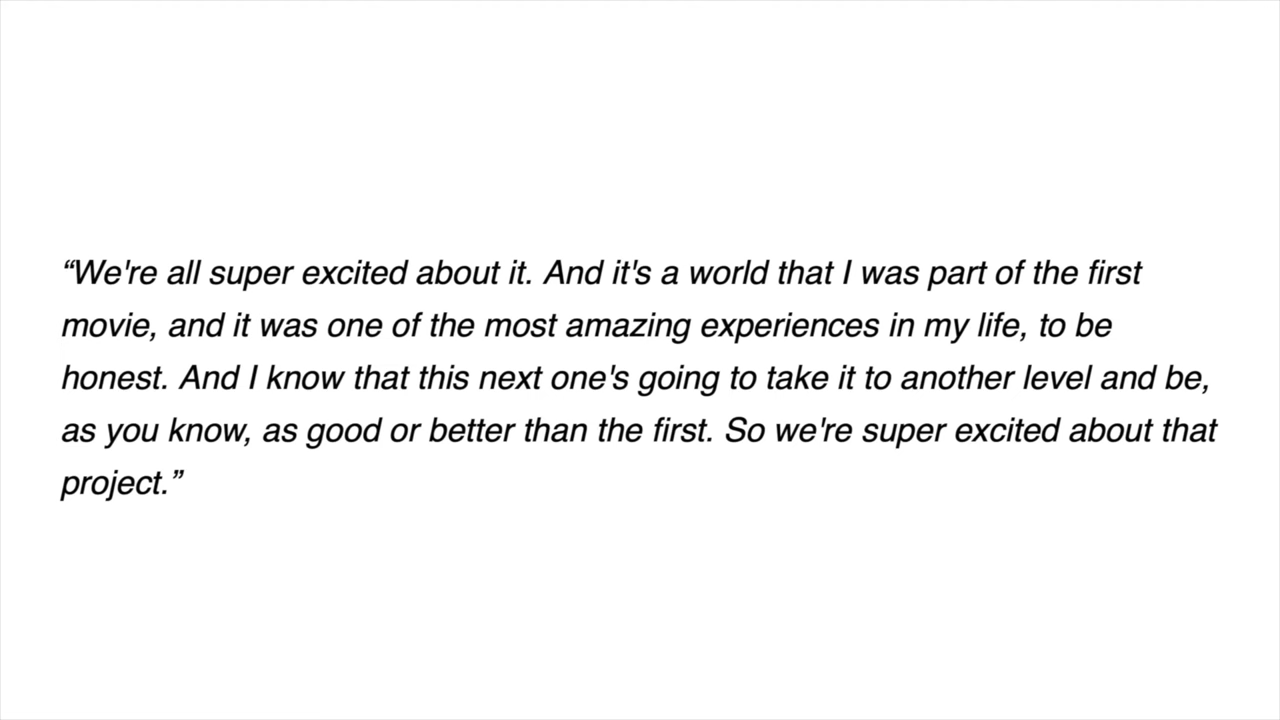 “We're all super excited about it. And it's a world that I was part of the first
movie, and it was one of the most amazing experiences in my life, to be
honest. And I know that this next one's going to take it to another level and be,
as you know, as good or better than the first. So we're super excited about that
project.”